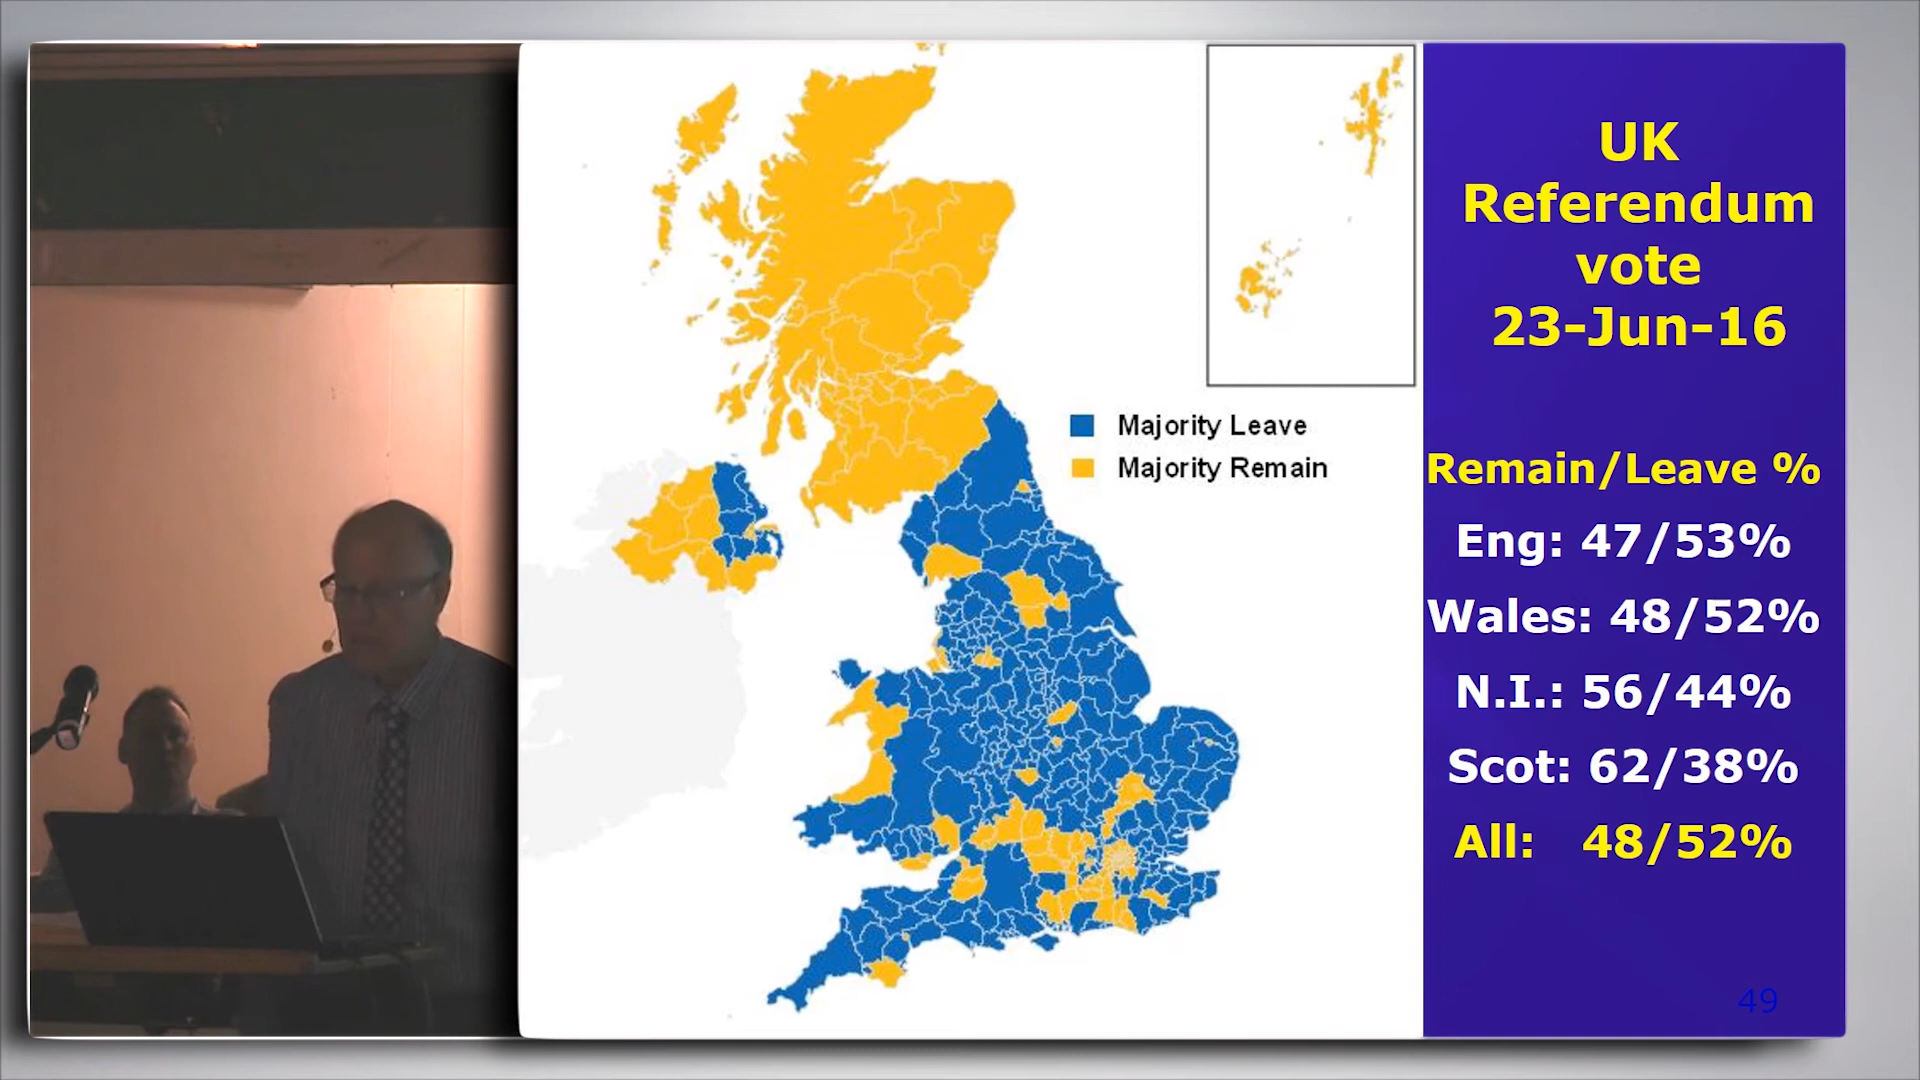 Majority Leave
Majority Remain
UK
Referendum
vote
23-Jun-16
Remain/Leave %
Eng: 47/53%
Wales: 48/52%
N.I.: 56/44%
Scot: 62/38%
All: 48/52%
49